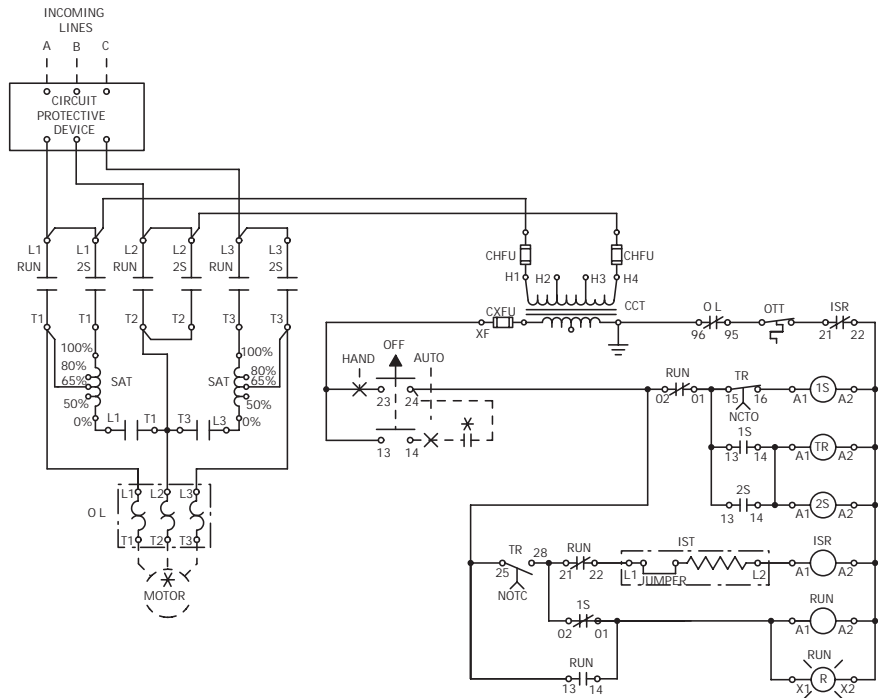 INCOMING
LINES
A B C
CIRCUIT
PROTECTIVE
DEVICE
L1 L1 L2 L2 L3 L3
RUN 2S RUN 2S RUN 2S
T1 T1 T2 T2 T3 T3
100% 100%
80% 80%
65% SAT SAT 65%
50% 50%
0% L1 T1 T3 L3 0%
O L L1 L2 L3
T1 T2 T3
MOTOR
CHFU CHFU
H1 H2 H3 H4
CCT
CXFU
XF
O L OTT ISR
96 95 21 22
HAND OFF AUTO
23 24
13 14
RUN TR 1S
02 01 15 16 A1 A2
NCTO
1S TR
13 14 A1 A2
2S 2S
13 14 A1 A2
TR 28 RUN IST ISR
25 21 22 L1 JUMPER L2 A1 A2
NOTC
1S RUN
02 01 A1 A2
RUN RUN
13 14 X1 R X2